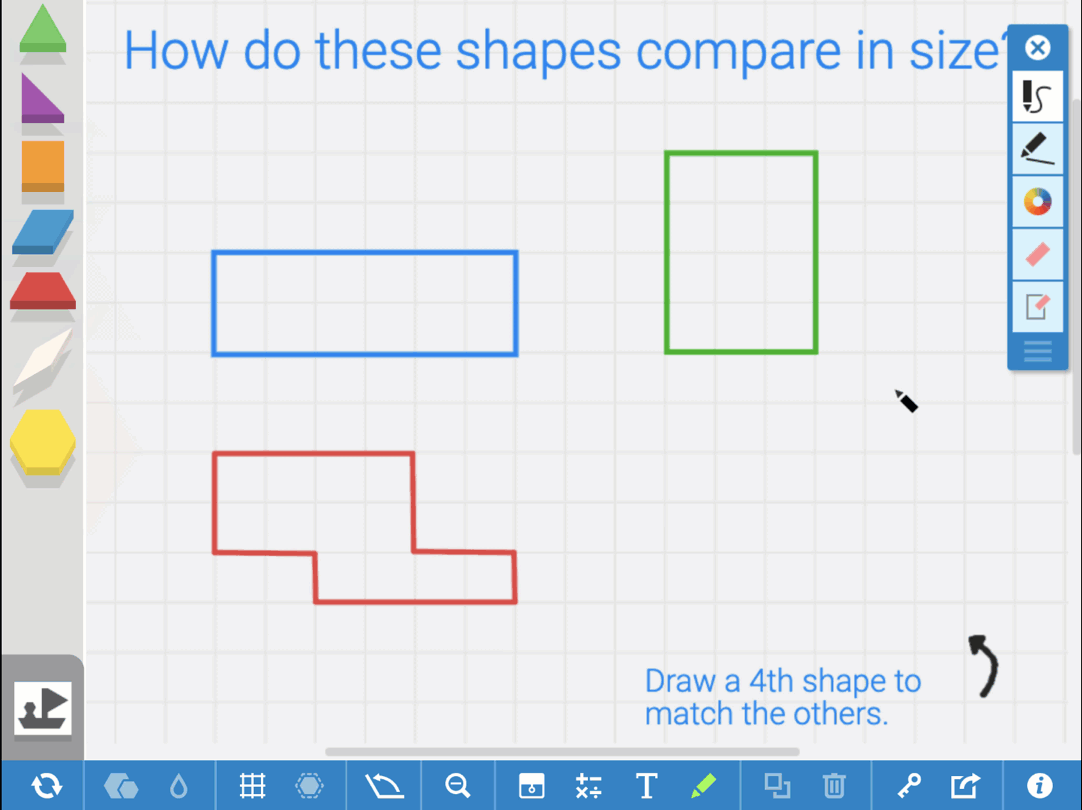 How do these shapes compare in size?
Draw a 4th shape to
match the others.
T
i